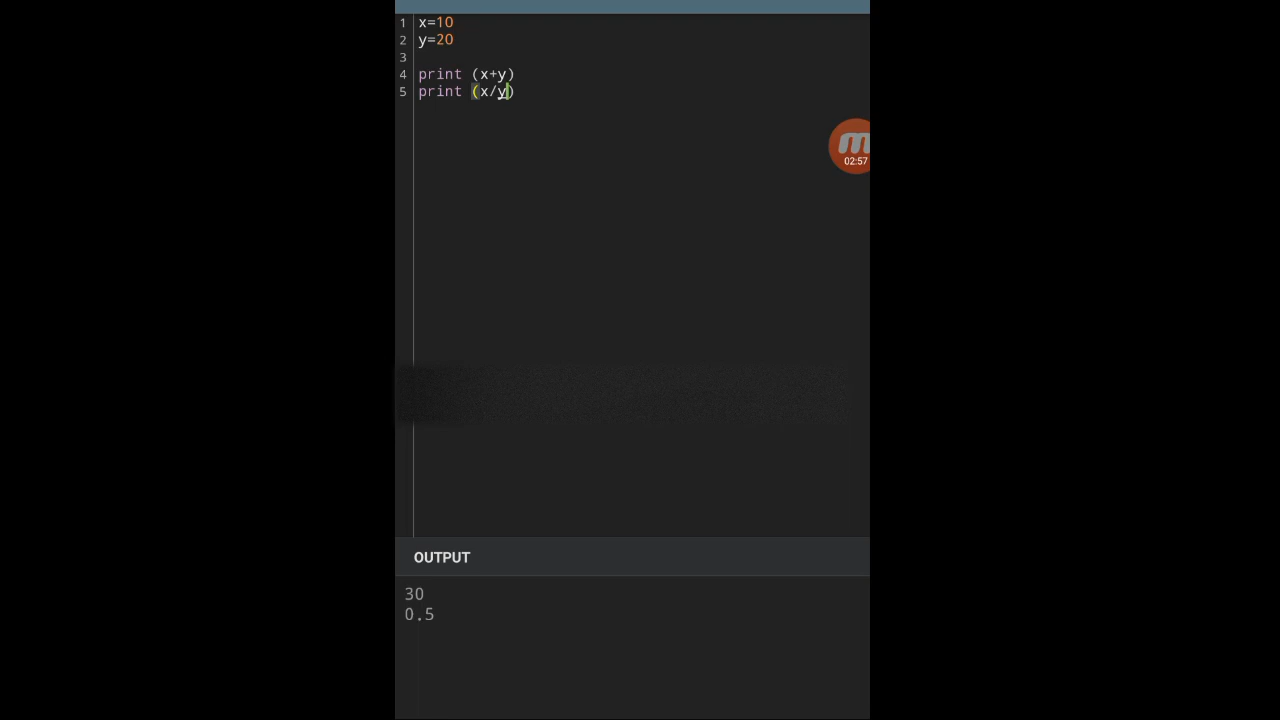 1 x=10
2 y=20
3
4 print (x+y)
5 print (x/y)
m
02:57
OUTPUT
30
0.5